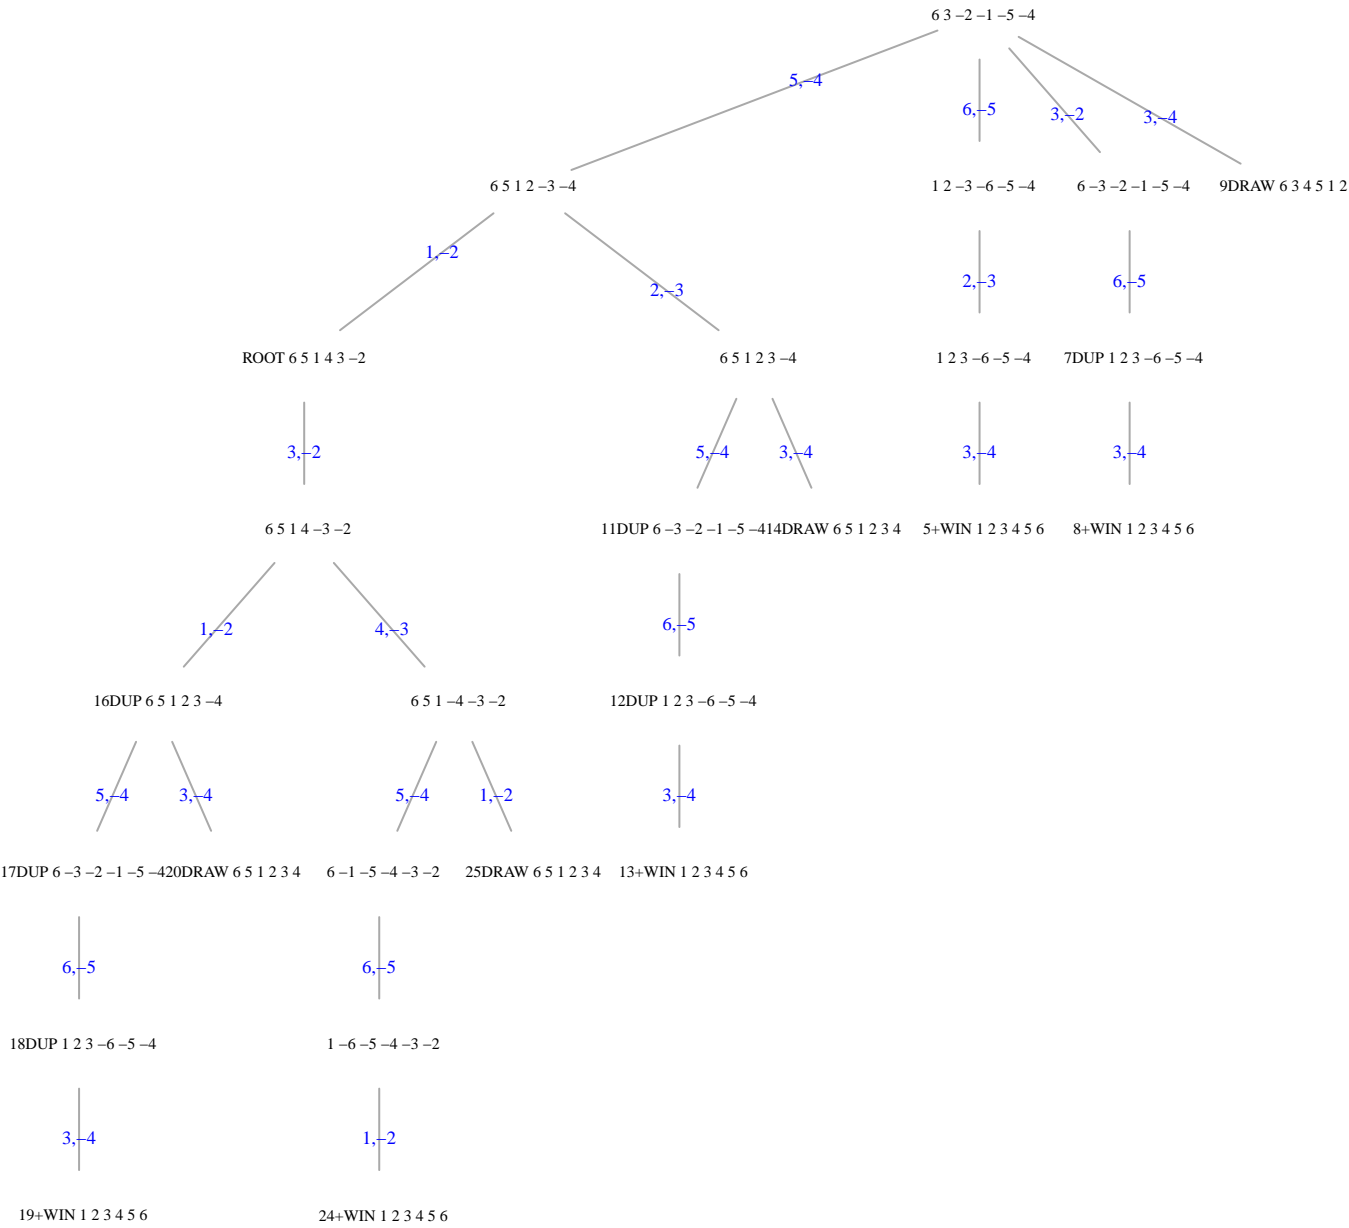 6 3 –2 –1 –5 –4
5,–4
6,–5
3,–2
3,–4
6 5 1 2 –3 –4
1 2 –3 –6 –5 –4
6 –3 –2 –1 –5 –4
9DRAW 6 3 4 5 1 2
1,–2
2,–3
2,–3
6,–5
ROOT 6 5 1 4 3 –2
6 5 1 2 3 –4
1 2 3 –6 –5 –4
7DUP 1 2 3 –6 –5 –4
3,–2
5,–4
3,–4
3,–4
3,–4
6 5 1 4 –3 –2
11DUP 6 –3 –2 –1 –5 –414DRAW 6 5 1 2 3 4
5+WIN 1 2 3 4 5 6
8+WIN 1 2 3 4 5 6
1,–2
4,–3
6,–5
16DUP 6 5 1 2 3 –4
6 5 1 –4 –3 –2
12DUP 1 2 3 –6 –5 –4
5,–4
3,–4
5,–4
1,–2
3,–4
17DUP 6 –3 –2 –1 –5 –420DRAW 6 5 1 2 3 4
6 –1 –5 –4 –3 –2
25DRAW 6 5 1 2 3 4
13+WIN 1 2 3 4 5 6
6,–5
6,–5
18DUP 1 2 3 –6 –5 –4
1 –6 –5 –4 –3 –2
3,–4
1,–2
19+WIN 1 2 3 4 5 6
24+WIN 1 2 3 4 5 6